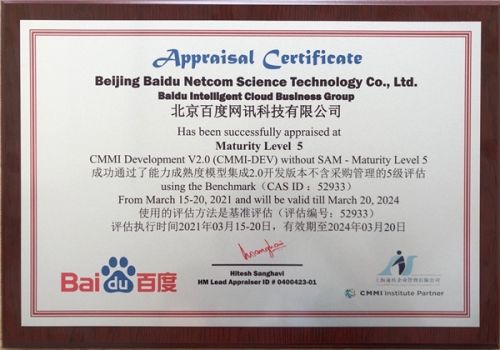 Appraisal Certificate
Beijing Baidu Netcom Science Technology Co., Ltd.
Baidu Intelligent Cloud Business Group
北京百度网讯科技有限公司
Has been successfully appraised at
Maturity Level 5
CMMI Development V2.0 (CMMI-DEV) without SAM - Maturity Level 5
成功通过了能力成熟度模型集成2.0开发版本不含采购管理的5级评估
using the Benchmark（CAS ID：52933）
From March 15-20, 2021 and will be valid till March 20, 2024
使用的评估方法是基准评估（评估编号：52933）
评估执行时间2021年03月15-20日，有效期至2024年03月20日
Hitesh Sanghavi
HM Lead Appraiser ID # 0400423-01
Bai du 百度
CMMI Institute Partner